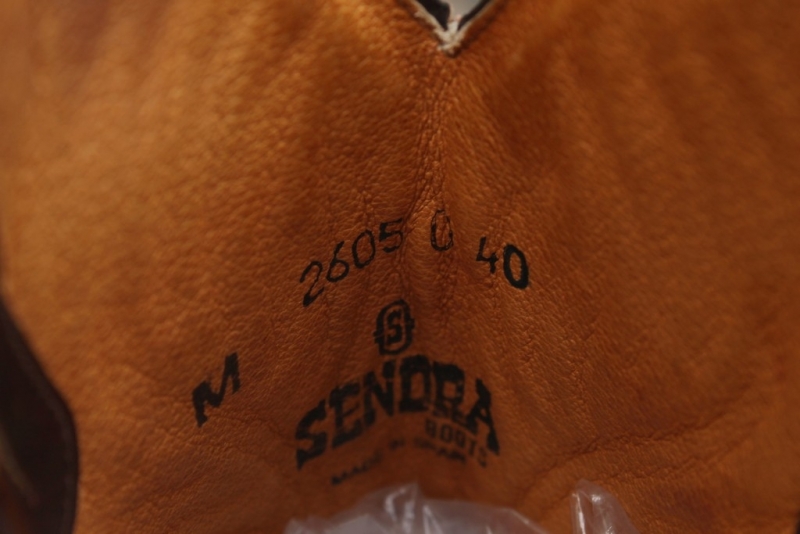 2605 0 40
M
S
SENDRA
BOOTS
MADE IN SPAIN